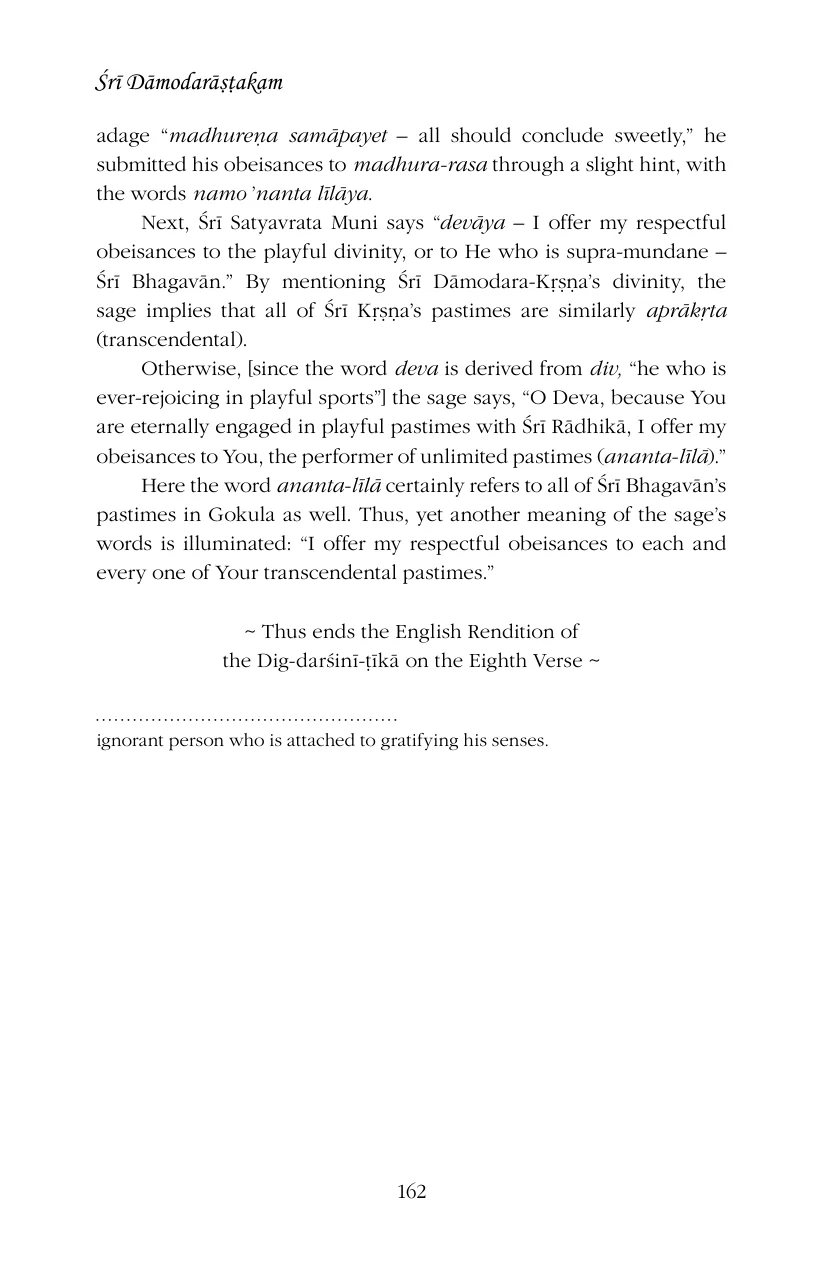 Śrī Dāmodarāṣṭakam
adage “madhureṇa samāpayet – all should conclude sweetly,” he
submitted his obeisances to madhura-rasa through a slight hint, with
the words namo ’nanta līlāya.
Next, Śrī Satyavrata Muni says “devāya – I offer my respectful
obeisances to the playful divinity, or to He who is supra-mundane –
Śrī Bhagavān.” By mentioning Śrī Dāmodara-Kṛṣṇa’s divinity, the
sage implies that all of Śrī Kṛṣṇa’s pastimes are similarly aprākṛta
(transcendental).
Otherwise, [since the word deva is derived from div, “he who is
ever-rejoicing in playful sports”] the sage says, “O Deva, because You
are eternally engaged in playful pastimes with Śrī Rādhikā, I offer my
obeisances to You, the performer of unlimited pastimes (ananta-līlā).”
Here the word ananta-līlā certainly refers to all of Śrī Bhagavān’s
pastimes in Gokula as well. Thus, yet another meaning of the sage’s
words is illuminated: “I offer my respectful obeisances to each and
every one of Your transcendental pastimes.”
~ Thus ends the English Rendition of
the Dig-darśinī-ṭīkā on the Eighth Verse ~
.................................................
ignorant person who is attached to gratifying his senses.
162